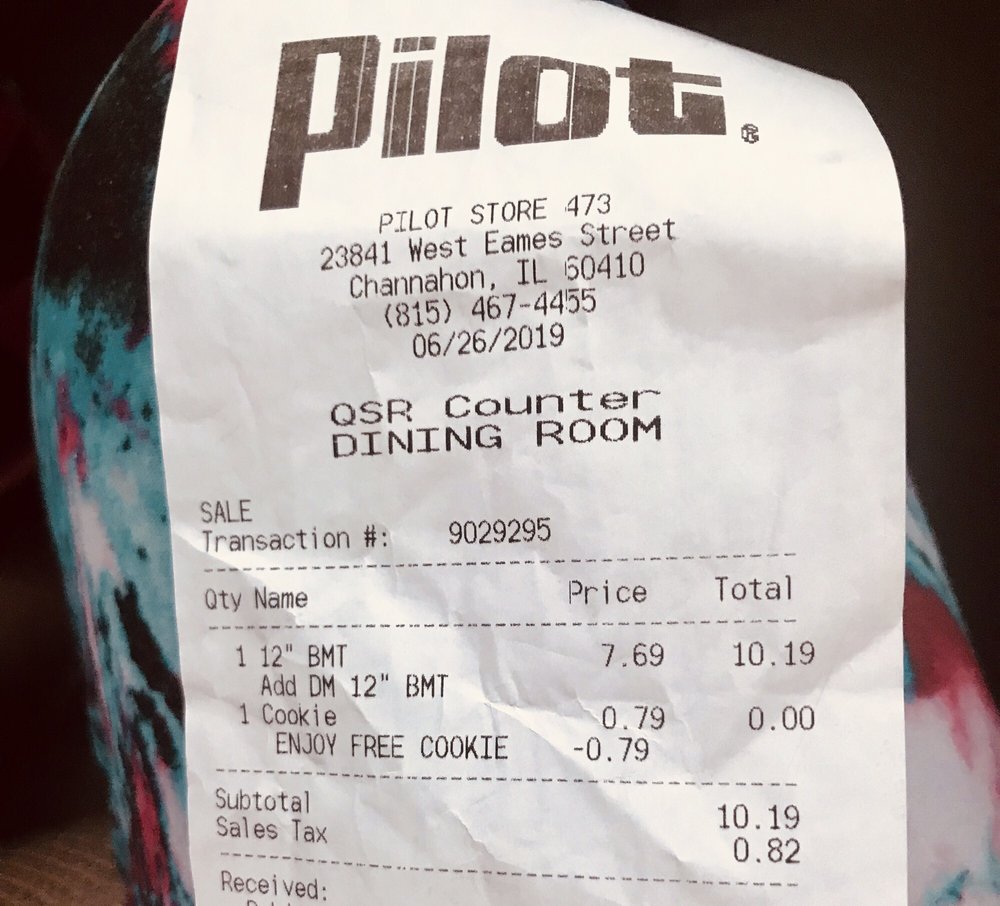 Pilot®
PILOT STORE 473
23841 West Eames Street
Channahon, IL 60410
(815) 467-4455
06/26/2019
QSR Counter
DINING ROOM
SALE
Transaction #: 9029295
Qty Name Price Total
1 12" BMT 7.69 10.19
Add DM 12" BMT
1 Cookie 0.79 0.00
ENJOY FREE COOKIE -0.79
Subtotal 10.19
Sales Tax 0.82
Received: